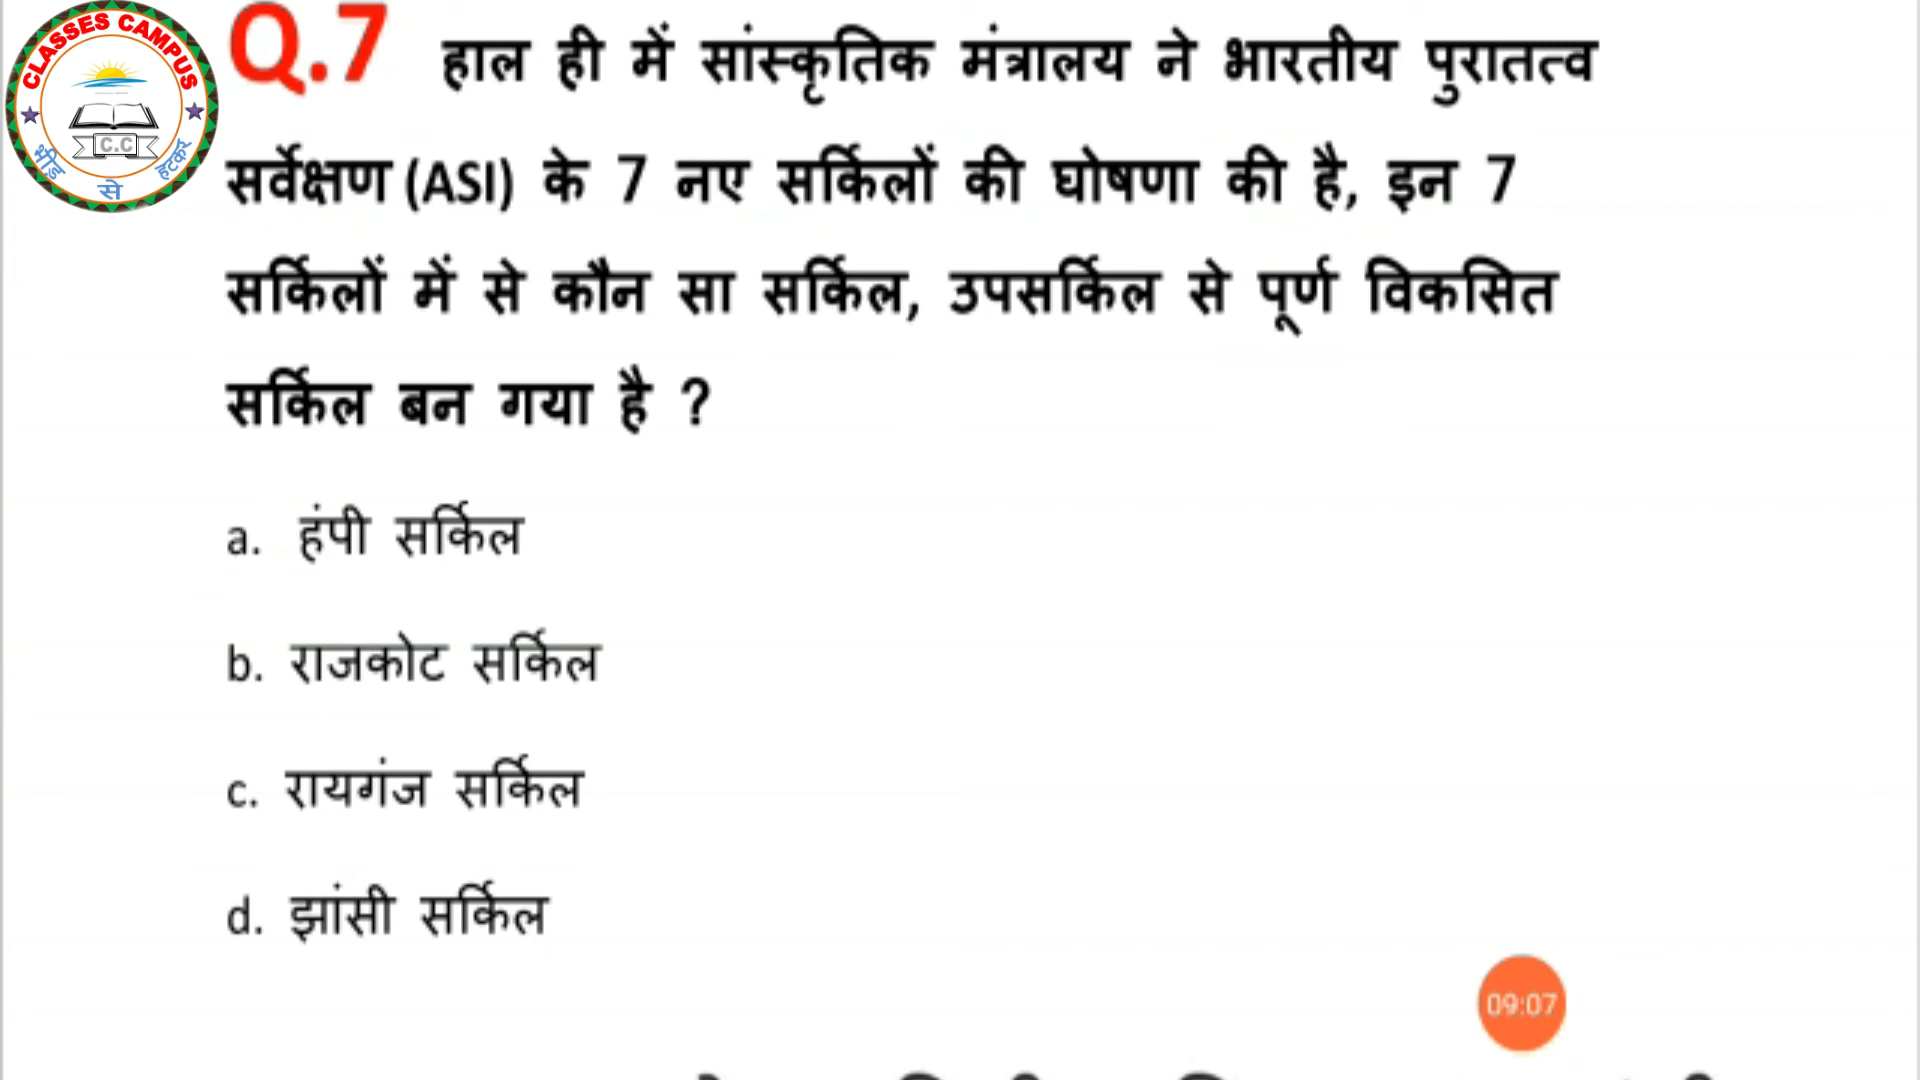 CLASSES CAMPUS
C.C
भीड़ से हटकर
Q.7 हाल ही में सांस्कृतिक मंत्रालय ने भारतीय पुरातत्व
सर्वेक्षण (ASI) के 7 नए सर्किलों की घोषणा की है, इन 7
सर्किलों में से कौन सा सर्किल, उपसर्किल से पूर्ण विकसित
सर्किल बन गया है ?
a. हंपी सर्किल
b. राजकोट सर्किल
c. रायगंज सर्किल
d. झांसी सर्किल
09:07